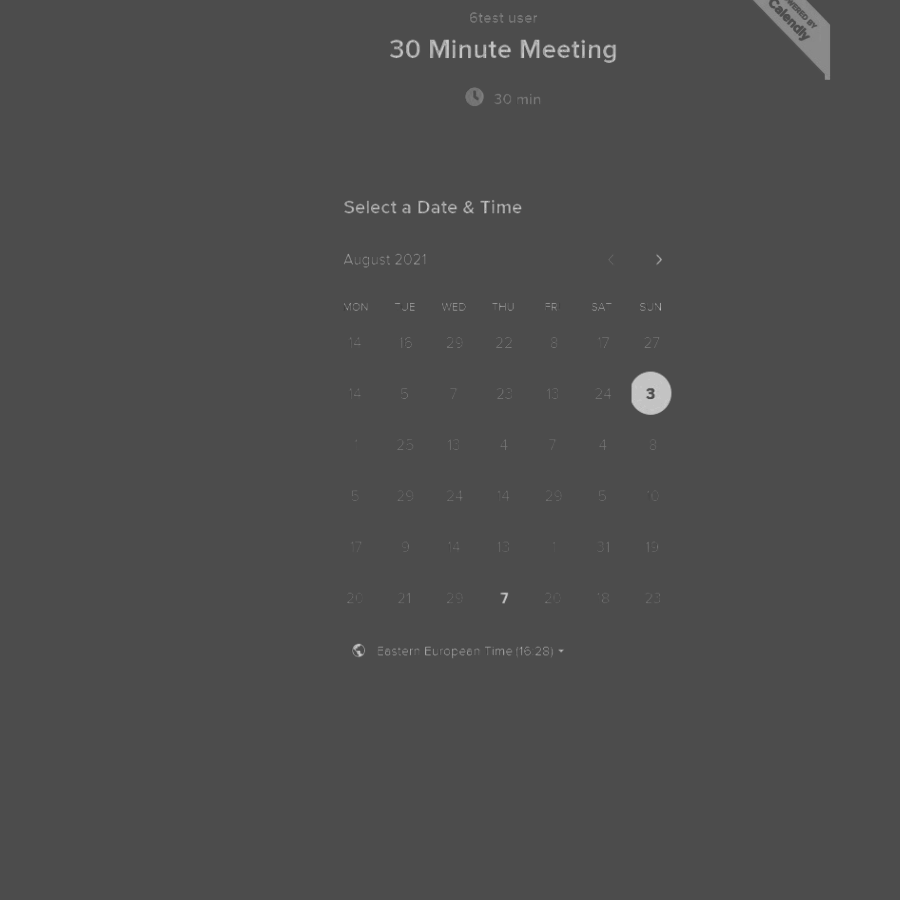 6test user
30 Minute Meeting
30 min
POWERED BY
Calendly
Select a Date & Time
August 2021
MON TUE WED THU FRI SAT SUN
14 16 29 22 8 17 27
14 5 7 23 13 24 3
1 25 13 4 7 4 8
5 29 24 14 29 5 10
17 9 14 13 1 31 19
20 21 29 7 20 18 23
Eastern European Time (16:28)